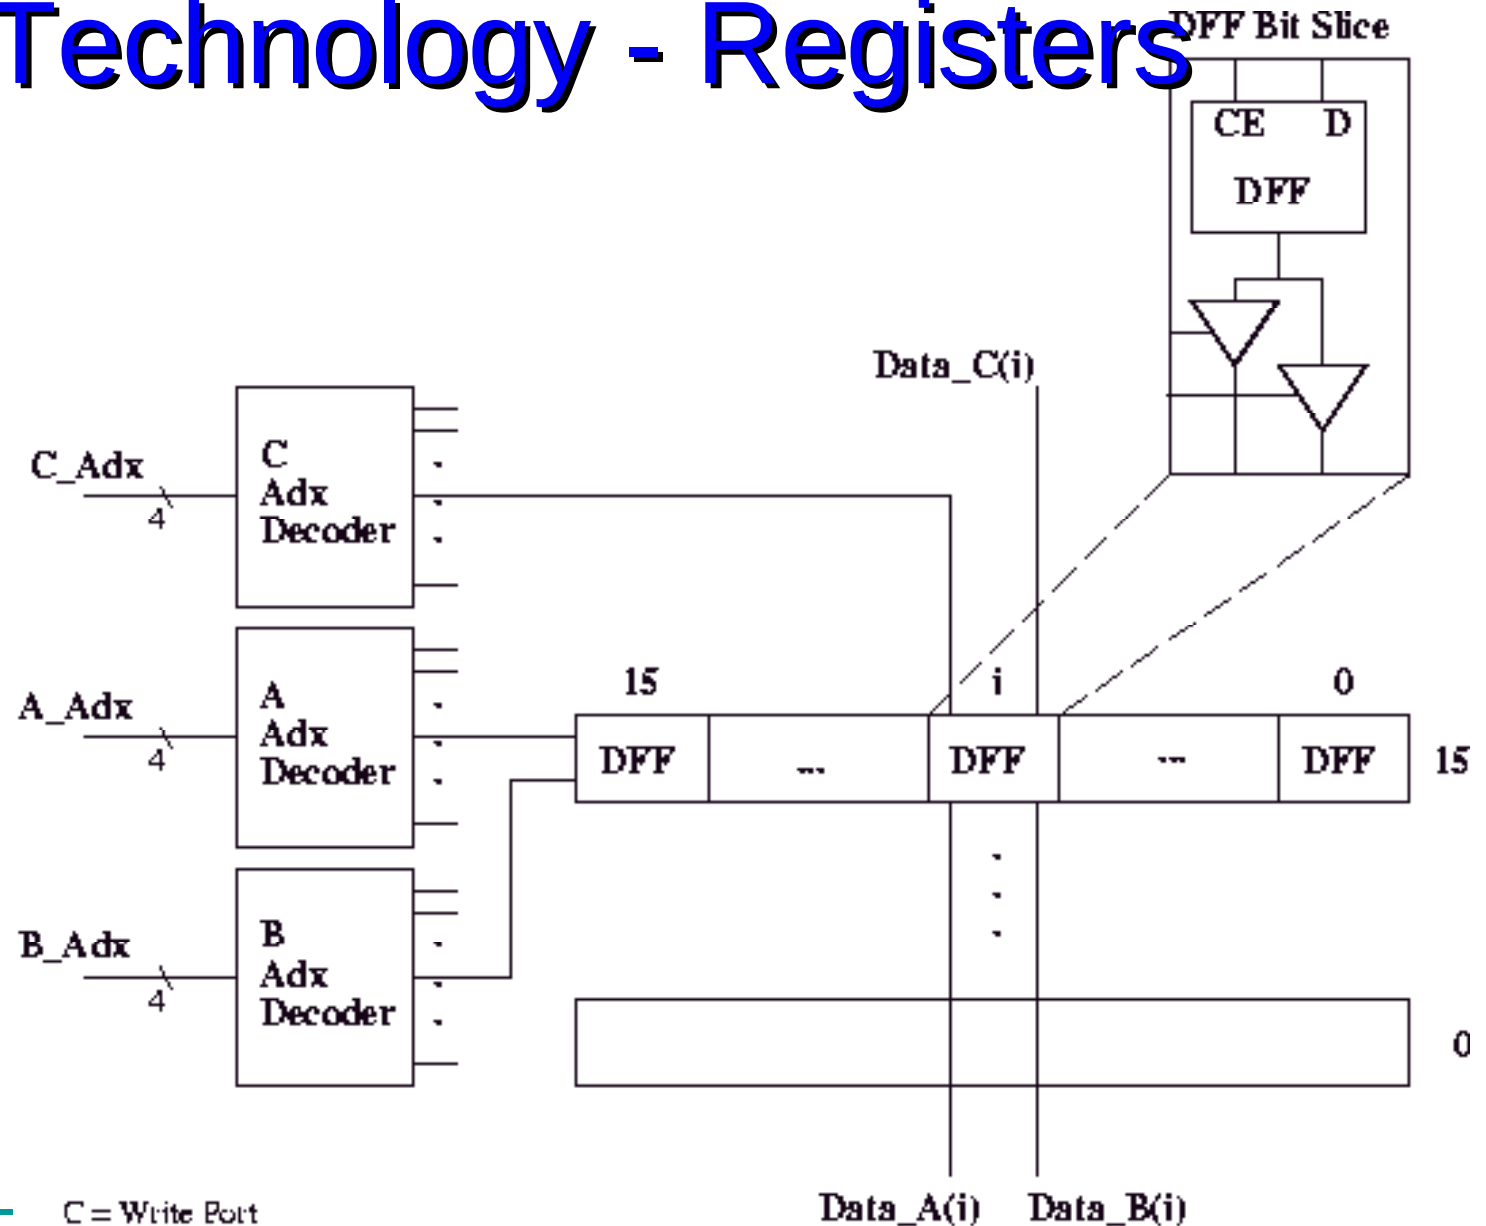 Technology - Registers
DFF Bit Slice
CE D
DFF
Data_C(i)
C_Adx
4
C
Adx
Decoder
A_Adx
4
A
Adx
Decoder
15 i 0
DFF ... DFF ... DFF 15
B_Adx
4
B
Adx
Decoder
0
Data_A(i) Data_B(i)
C = Write Port